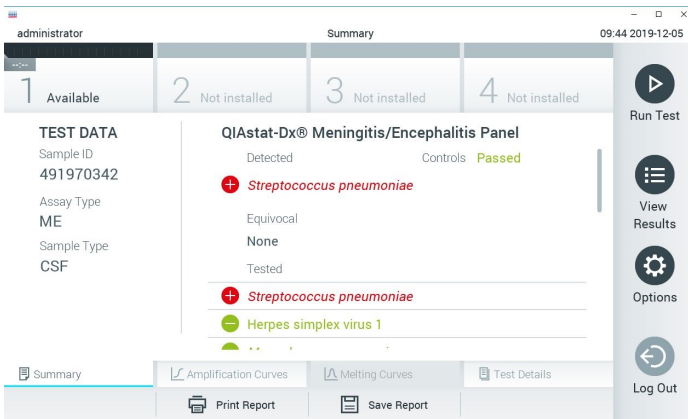 administrator
Summary
09:44 2019-12-05
--:--
1 Available
2 Not installed
3 Not installed
4 Not installed
Run Test
View
Results
Options
Log Out
TEST DATA
Sample ID
491970342
Assay Type
ME
Sample Type
CSF
QIAstat-Dx® Meningitis/Encephalitis Panel
Detected
Controls Passed
Streptococcus pneumoniae
Equivocal
None
Tested
Streptococcus pneumoniae
Herpes simplex virus 1
Summary
Amplification Curves
Melting Curves
Test Details
Print Report
Save Report